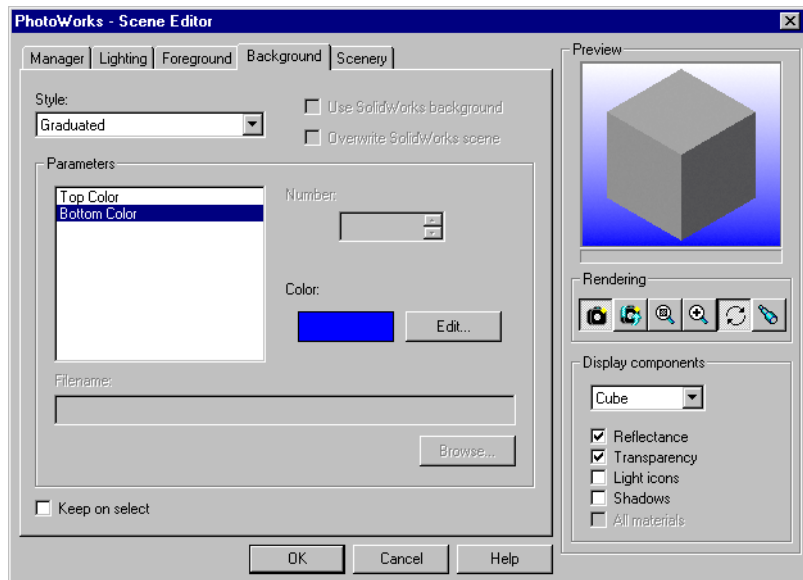 PhotoWorks - Scene Editor
Manager Lighting Foreground Background Scenery
Style:
Graduated
Use SolidWorks background
Overwrite SolidWorks scene
Parameters
Top Color
Bottom Color
Number:
Color:
Edit...
Filename:
Browse...
Keep on select
OK Cancel Help
Preview
Rendering
Display components
Cube
Reflectance
Transparency
Light icons
Shadows
All materials